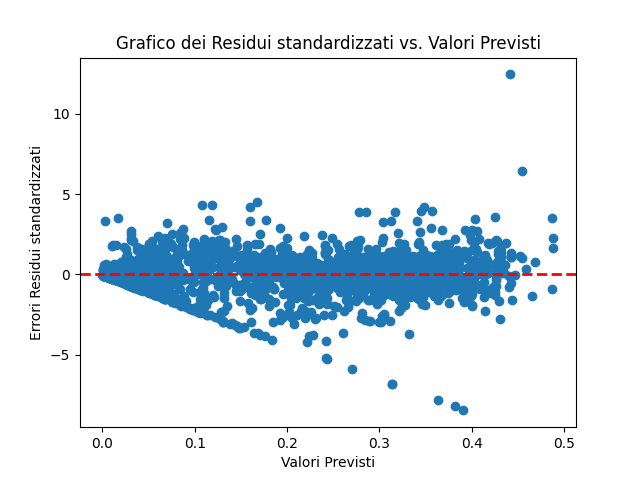 Grafico dei Residui standardizzati vs. Valori Previsti
Errori Residui standardizzati
10
5
0
−5
0.0 0.1 0.2 0.3 0.4 0.5
Valori Previsti